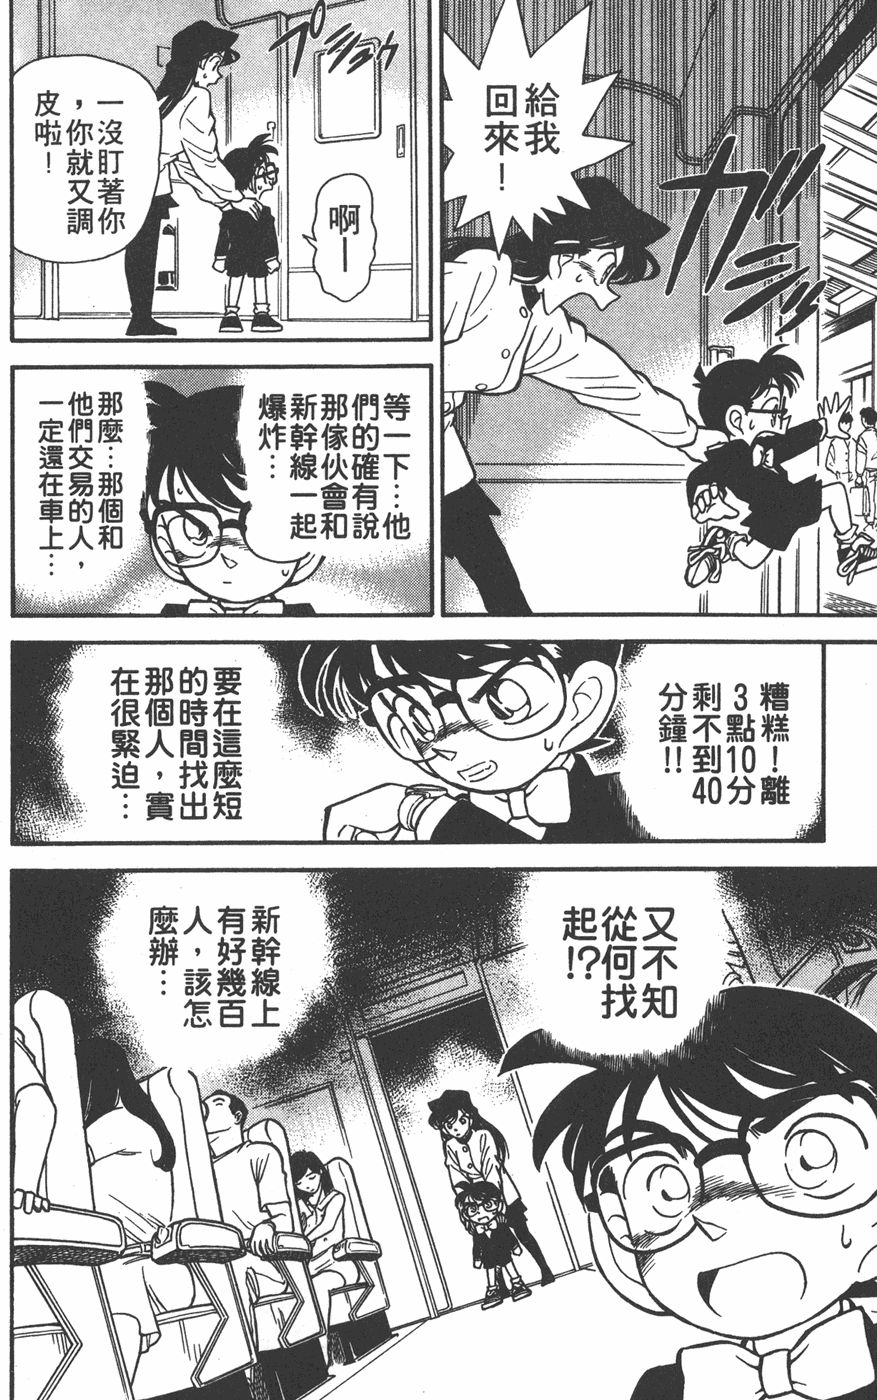 給我
回來！
ガシッ
プシュウ
啊—
一沒盯著你
，你就又調
皮啦！
等一下…他
們的確有說
那傢伙會和
新幹線一起
爆炸…
那麼…那個和
他們交易的人，
一定還在車上…
糟糕！離
3點10分
剩不到40
分鐘!!
要在這麼短
的時間找出
那個人，實
在很緊迫…
又不知
從何找
起!?
新幹線上
有好幾百
人，該怎
麼辦…